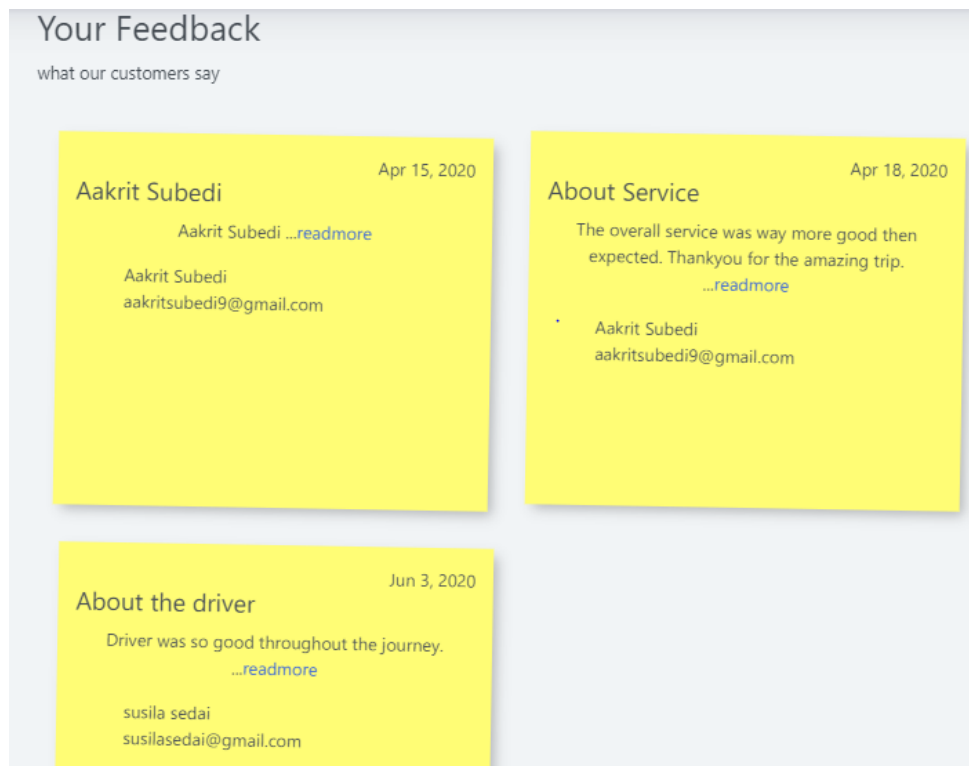 Your Feedback
what our customers say
Apr 15, 2020
Aakrit Subedi
Aakrit Subedi ...readmore
Aakrit Subedi
aakritsubedi9@gmail.com
Apr 18, 2020
About Service
The overall service was way more good then
expected. Thankyou for the amazing trip.
...readmore
Aakrit Subedi
aakritsubedi9@gmail.com
Jun 3, 2020
About the driver
Driver was so good throughout the journey.
...readmore
susila sedai
susilasedai@gmail.com